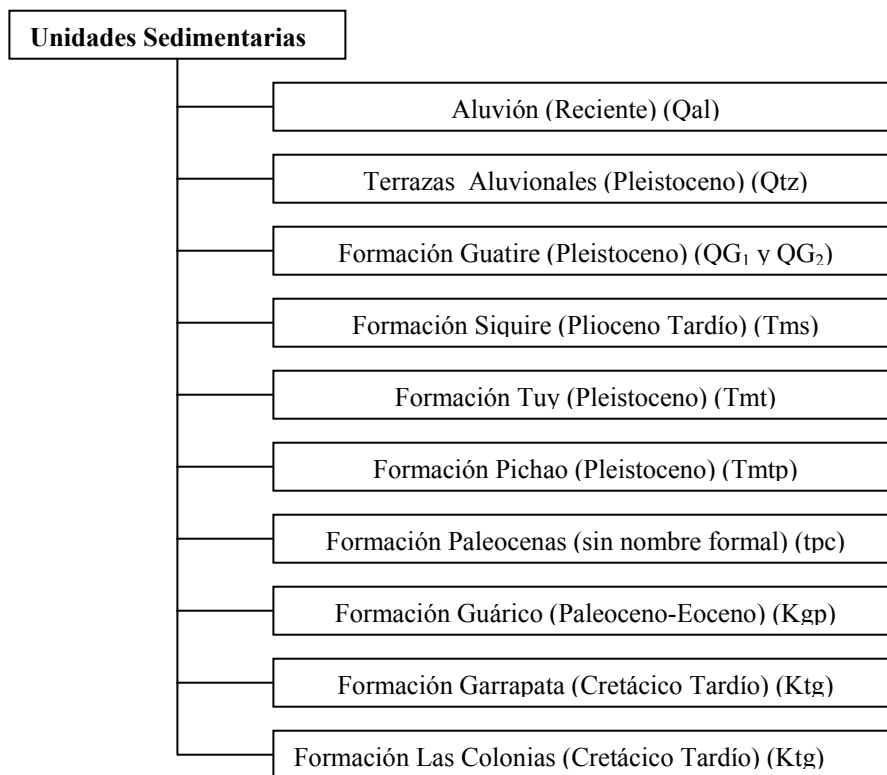 Unidades Sedimentarias
Aluvión (Reciente) (Qal)
Terrazas Aluvionales (Pleistoceno) (Qtz)
Formación Guatire (Pleistoceno) (QG₁ y QG₂)
Formación Siquire (Plioceno Tardío) (Tms)
Formación Tuy (Pleistoceno) (Tmt)
Formación Pichao (Pleistoceno) (Tmtp)
Formación Paleocenas (sin nombre formal) (tpc)
Formación Guárico (Paleoceno-Eoceno) (Kgp)
Formación Garrapata (Cretácico Tardío) (Ktg)
Formación Las Colonias (Cretácico Tardío) (Ktg)